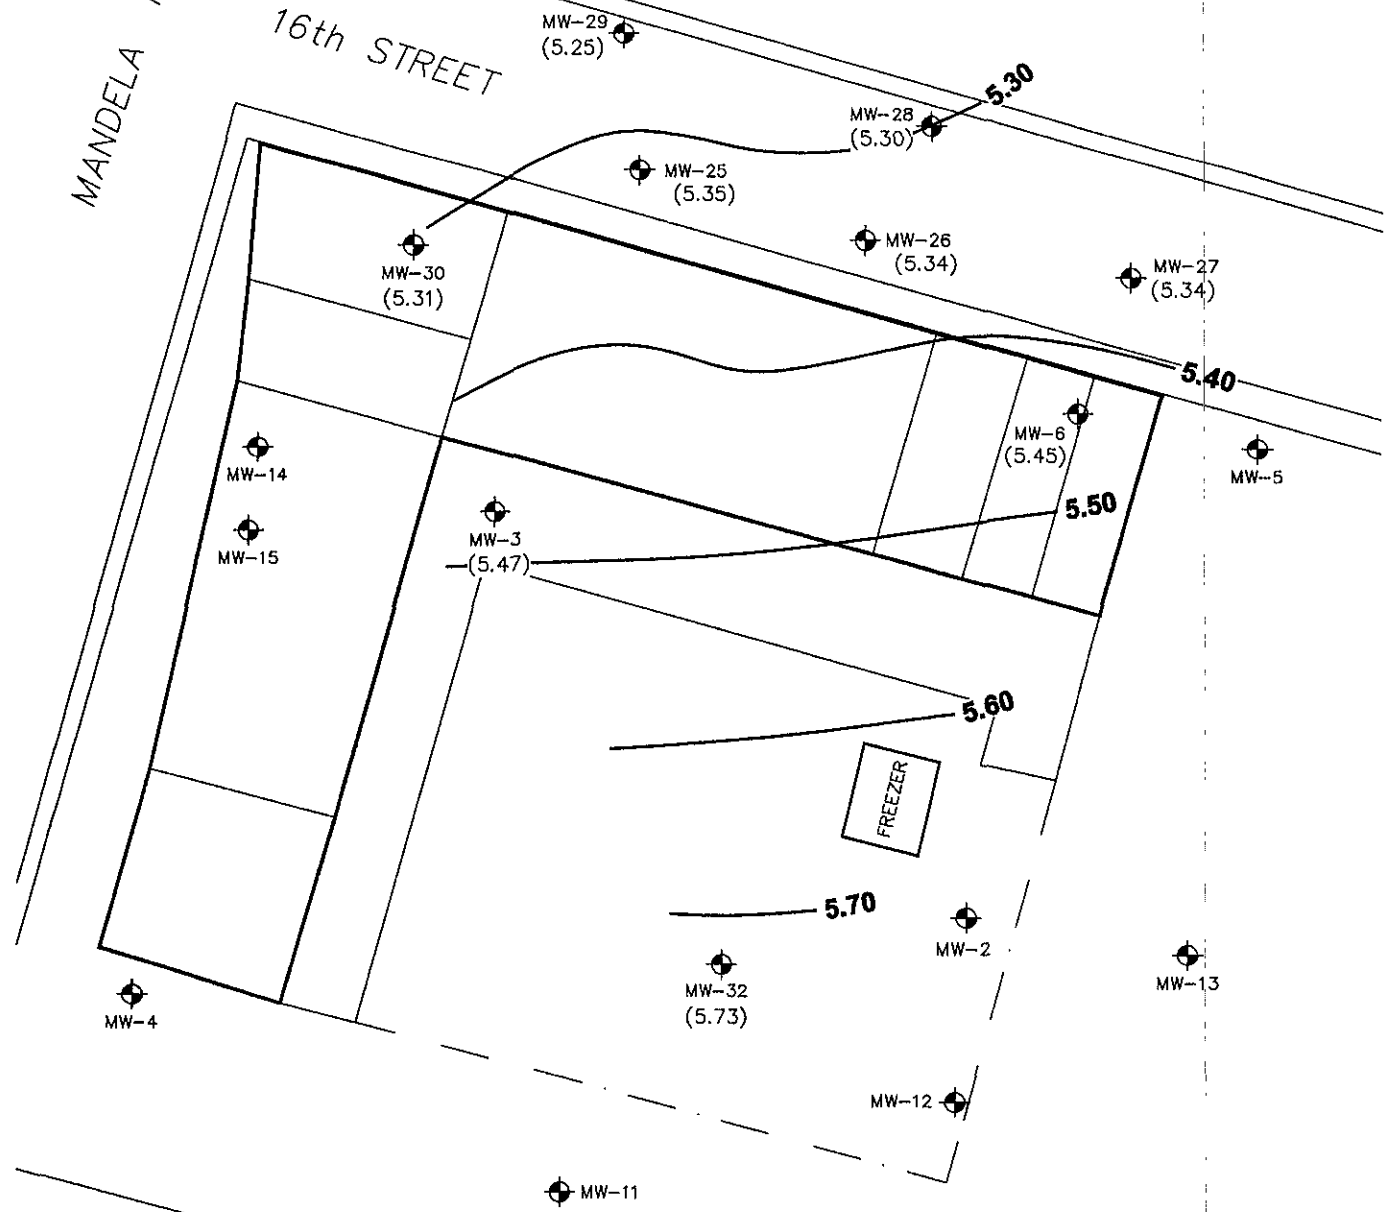 MW-29
(5.25)
16th STREET
MANDELA
5.30
MW-28
(5.30)
MW-25
(5.35)
MW-26
(5.34)
MW-27
(5.34)
MW-30
(5.31)
5.40
MW-6
(5.45)
MW-5
MW-14
5.50
MW-3
(5.47)
MW-15
5.60
FREEZER
5.70
MW-2
MW-32
(5.73)
MW-13
MW-4
MW-12
MW-11